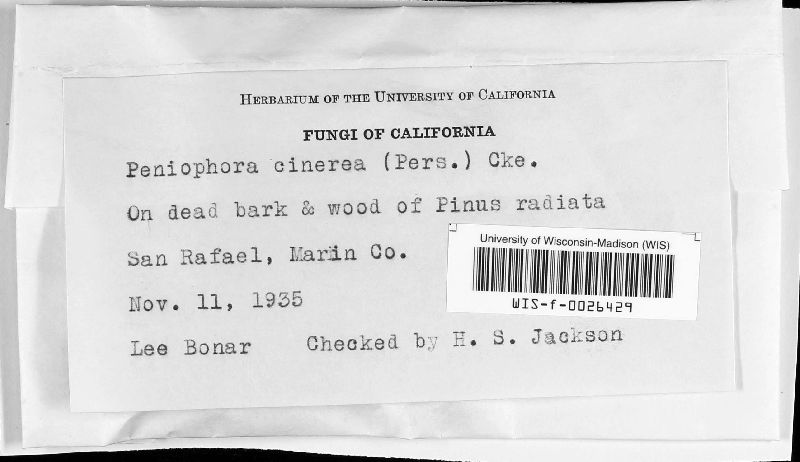 HERBARIUM OF THE UNIVERSITY OF CALIFORNIA
FUNGI OF CALIFORNIA
Peniophora cinerea (Pers.) Cke.
On dead bark & wood of Pinus radiata
San Rafael, Marin Co.
Nov. 11, 1935
Lee Bonar Checked by H. S. Jackson
University of Wisconsin-Madison (WIS)
WIS-f-0026429